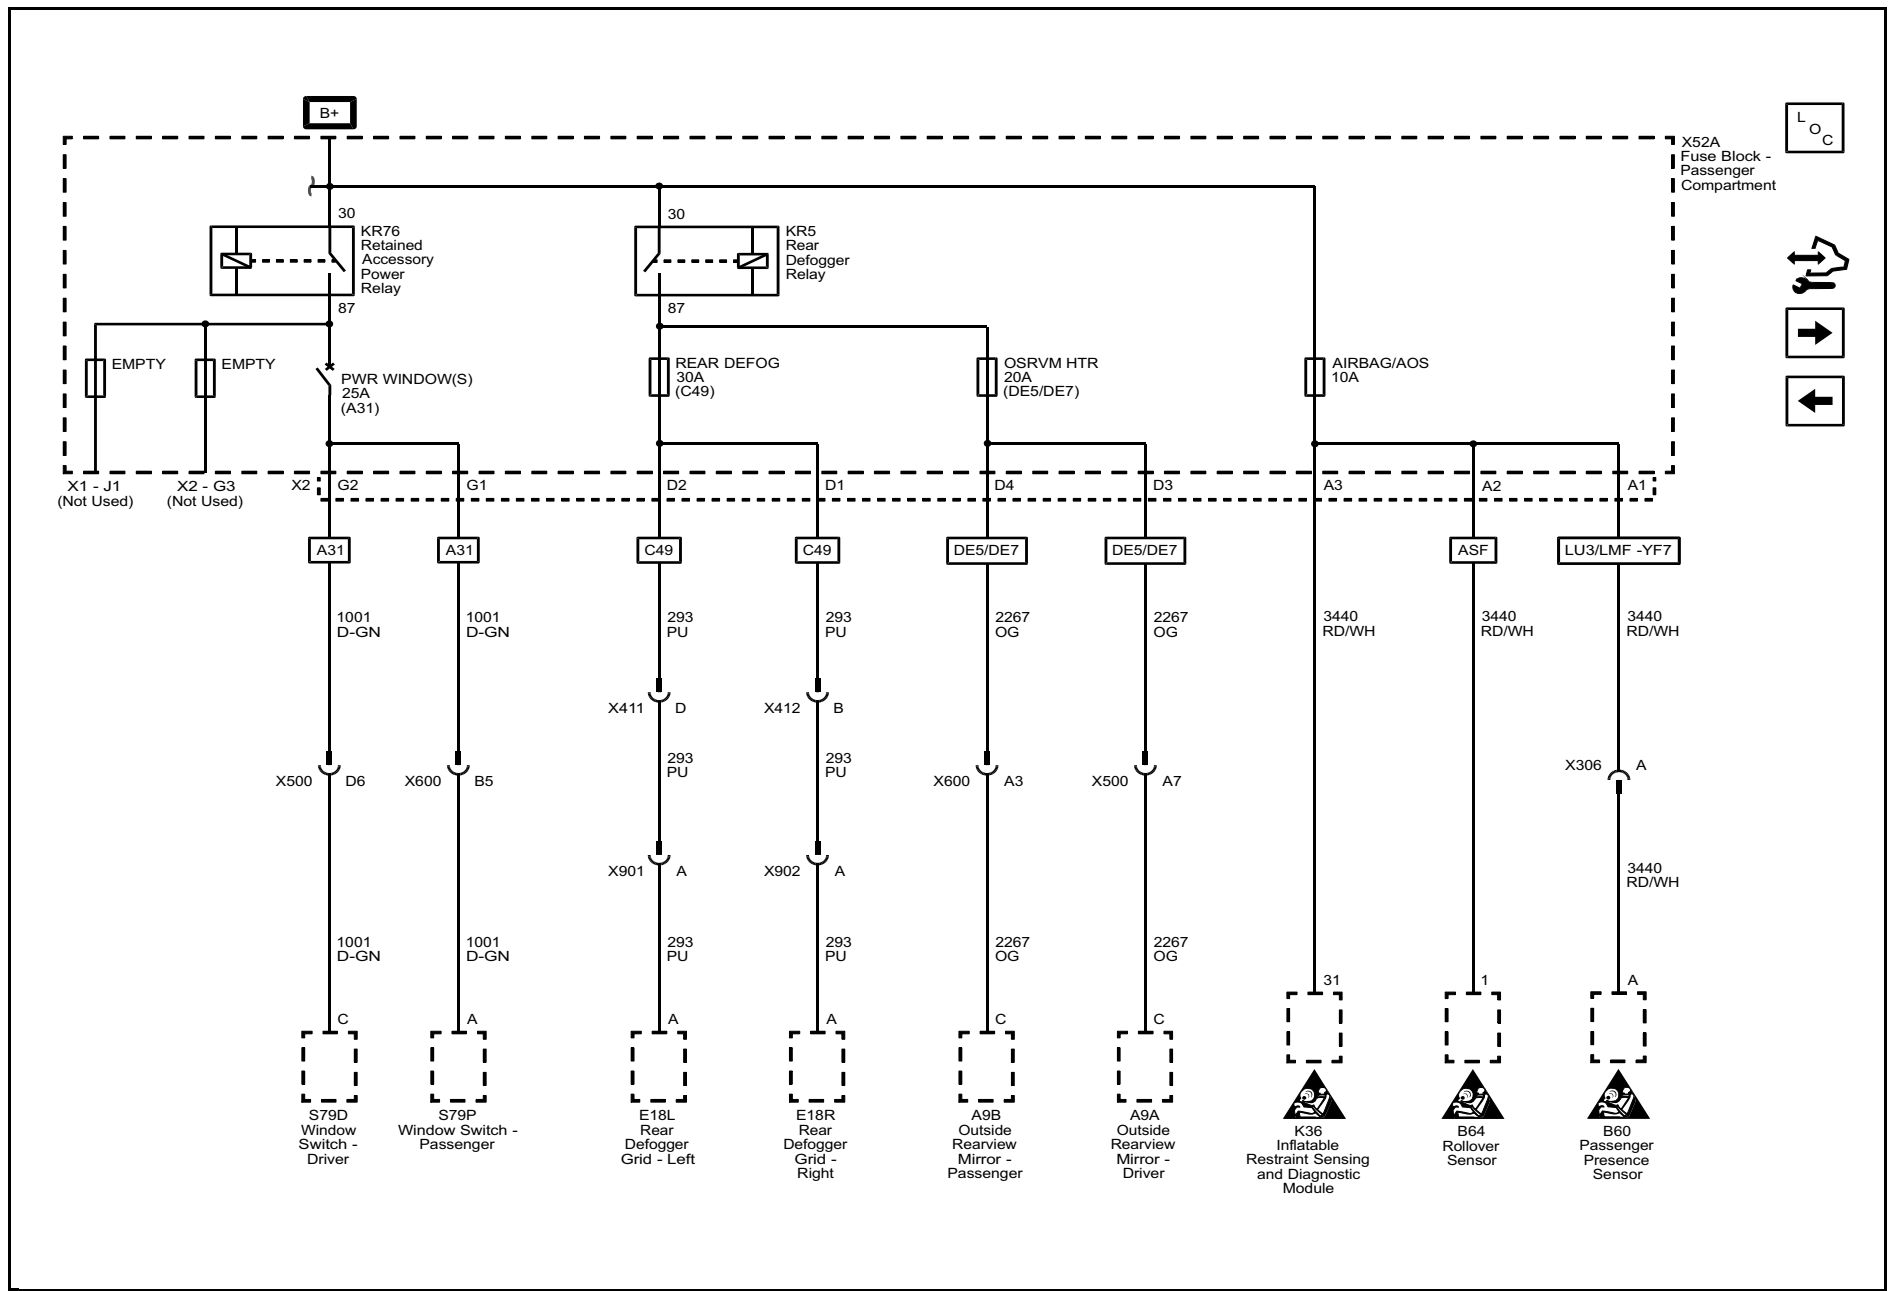 B+
L
O
C
X52A
Fuse Block -
Passenger
Compartment
30
KR76
Retained
Accessory
Power
Relay
87
30
KR5
Rear
Defogger
Relay
87
EMPTY
EMPTY
PWR WINDOW(S)
25A
(A31)
REAR DEFOG
30A
(C49)
OSRVM HTR
20A
(DE5/DE7)
AIRBAG/AOS
10A
X1 - J1
(Not Used)
X2 - G3
(Not Used)
X2 G2 G1 D2 D1 D4 D3 A3 A2 A1
A31 A31 C49 C49 DE5/DE7 DE5/DE7 ASF LU3/LMF -YF7
1001 1001 293 293 2267 2267 3440 3440 3440
D-GN D-GN PU PU OG OG RD/WH RD/WH RD/WH
X411 D X412 B
293 293
PU PU
X500 D6 X600 B5 X600 A3 X500 A7 X306 A
X901 A X902 A
3440
RD/WH
1001 1001 293 293 2267 2267
D-GN D-GN PU PU OG OG
31 1 A
C A A A C C
S79D
Window
Switch -
Driver
S79P
Window Switch -
Passenger
E18L
Rear
Defogger
Grid - Left
E18R
Rear
Defogger
Grid -
Right
A9B
Outside
Rearview
Mirror -
Passenger
A9A
Outside
Rearview
Mirror -
Driver
K36
Inflatable
Restraint Sensing
and Diagnostic
Module
B64
Rollover
Sensor
B60
Passenger
Presence
Sensor